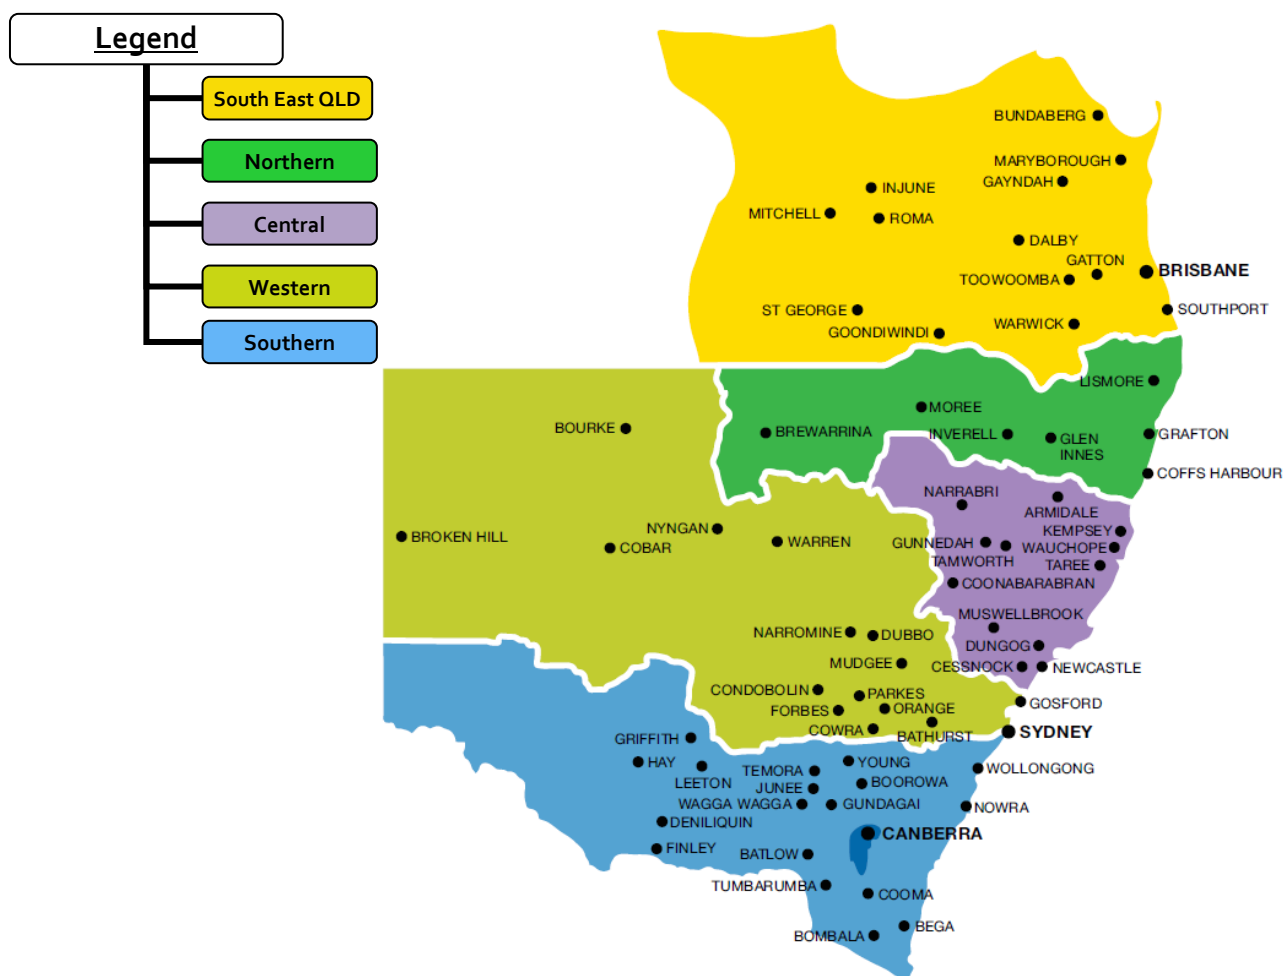 Legend
South East QLD
Northern
Central
Western
Southern
BUNDABERG
MARYBOROUGH
GAYNDAH
INJUNE
MITCHELL
ROMA
DALBY
GATTON
BRISBANE
TOOWOOMBA
ST GEORGE
SOUTHPORT
GOONDIWINDI
WARWICK
LISMORE
MOREE
BOURKE
BREWARRINA
INVERELL
GLEN
INNES
GRAFTON
COFFS HARBOUR
NARRABRI
ARMIDALE
KEMPSEY
BROKEN HILL
NYNGAN
COBAR
WARREN
GUNNEDAH
WAUCHOPE
TAMWORTH
TAREE
COONABARABRAN
MUSWELLBROOK
NARROMINE
DUBBO
DUNGOG
MUDGEE
CESSNOCK
NEWCASTLE
CONDOBOLIN
PARKES
GOSFORD
FORBES
ORANGE
COWRA
BATHURST
SYDNEY
GRIFFITH
HAY
LEETON
TEMORA
YOUNG
WOLLONGONG
JUNEE
BOOROWA
WAGGA WAGGA
GUNDAGAI
NOWRA
DENILIQUIN
CANBERRA
FINLEY
BATLOW
TUMBARUMBA
COOMA
BEGA
BOMBALA